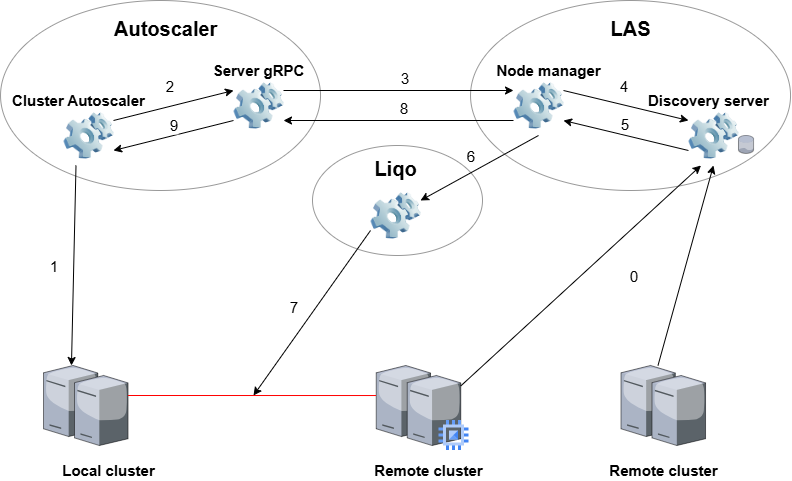 Autoscaler
LAS
Server gRPC
Node manager
Cluster Autoscaler
Discovery server
2
3
4
9
8
5
Liqo
6
1
0
7
Local cluster
Remote cluster
Remote cluster